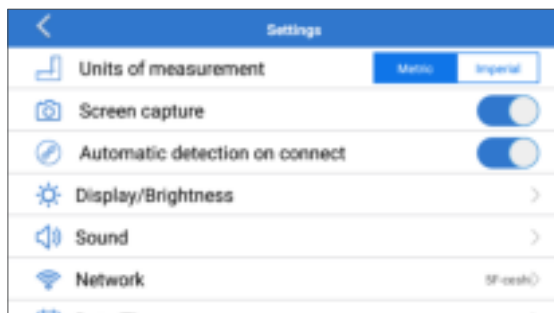 Settings
Units of measurement Metric Imperial
Screen capture
Automatic detection on connect
Display/Brightness
Sound
Network